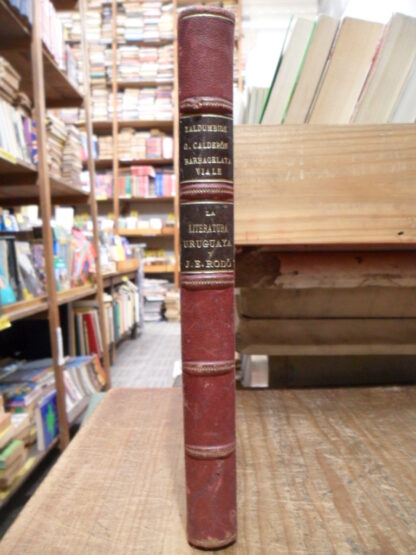 ZALDUMBIDE
G. CALDERÓN
BARBAGELATA
VIALE
LA
LITERATURA
URUGUAYA
Y
J. E. RODÓ